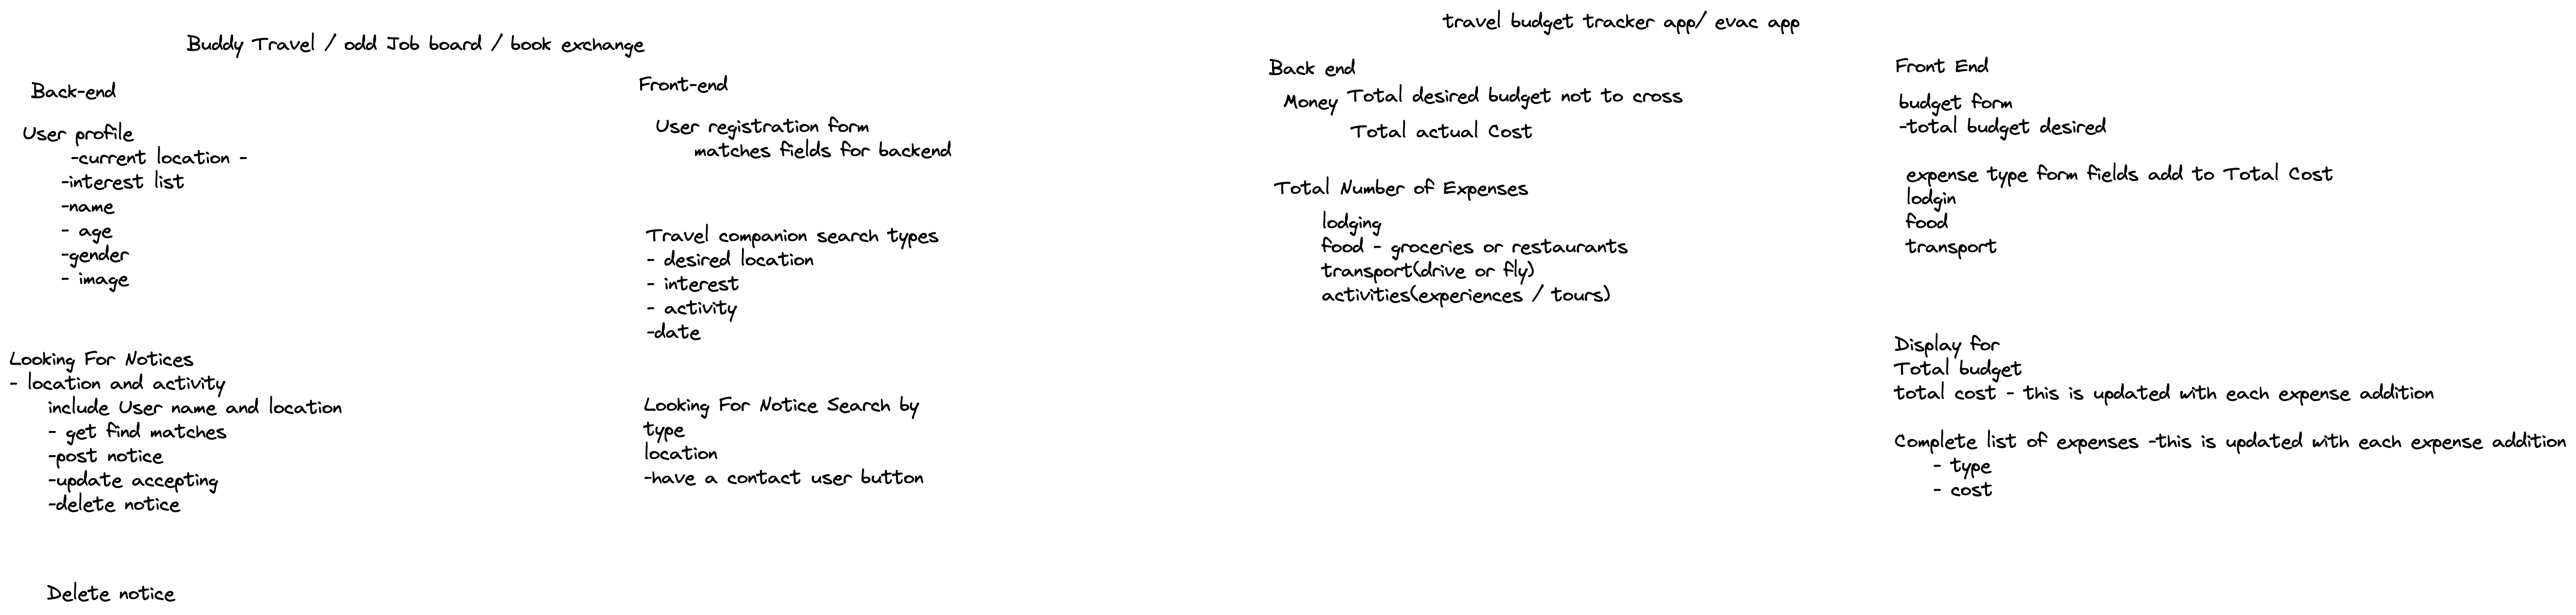 Buddy Travel / odd Job board / book exchange
Back-end
User profile
-current location -
-interest list
-name
- age
-gender
- image
Looking For Notices
- location and activity
include User name and location
- get find matches
-post notice
-update accepting
-delete notice
Delete notice
Front-end
User registration form
matches fields for backend
Travel companion search types
- desired location
- interest
- activity
-date
Looking For Notice Search by
type
location
-have a contact user button
travel budget tracker app/ evac app
Back end
Money Total desired budget not to cross
Total actual Cost
Total Number of Expenses
lodging
food - groceries or restaurants
transport(drive or fly)
activities(experiences / tours)
Front End
budget form
-total budget desired
expense type form fields add to Total Cost
lodgin
food
transport
Display for
Total budget
total cost - this is updated with each expense addition
Complete list of expenses -this is updated with each expense addition
- type
- cost